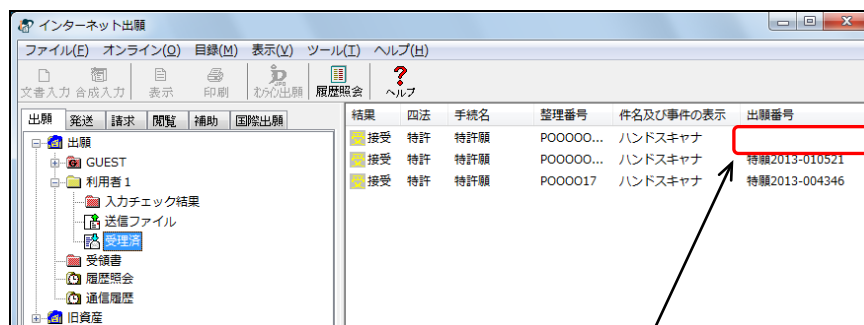 インターネット出願
ファイル(F) オンライン(O) 目録(M) 表示(V) ツール(T) ヘルプ(H)
文書入力 合成入力 表示 印刷 オンライン出願 履歴照会 ヘルプ
出願 発送 請求 閲覧 補助 国際出願
結果 四法 手続名 整理番号 件名及び事件の表示 出願番号
出願
GUEST
利用者1
入力チェック結果
送信ファイル
受理済
受領書
履歴照会
通信履歴
旧資産
受 接受 特許 特許願 POOOOO... ハンドスキャナ
受 接受 特許 特許願 POOOOO... ハンドスキャナ 特願2013-010521
受 接受 特許 特許願 POOOO17 ハンドスキャナ 特願2013-004346